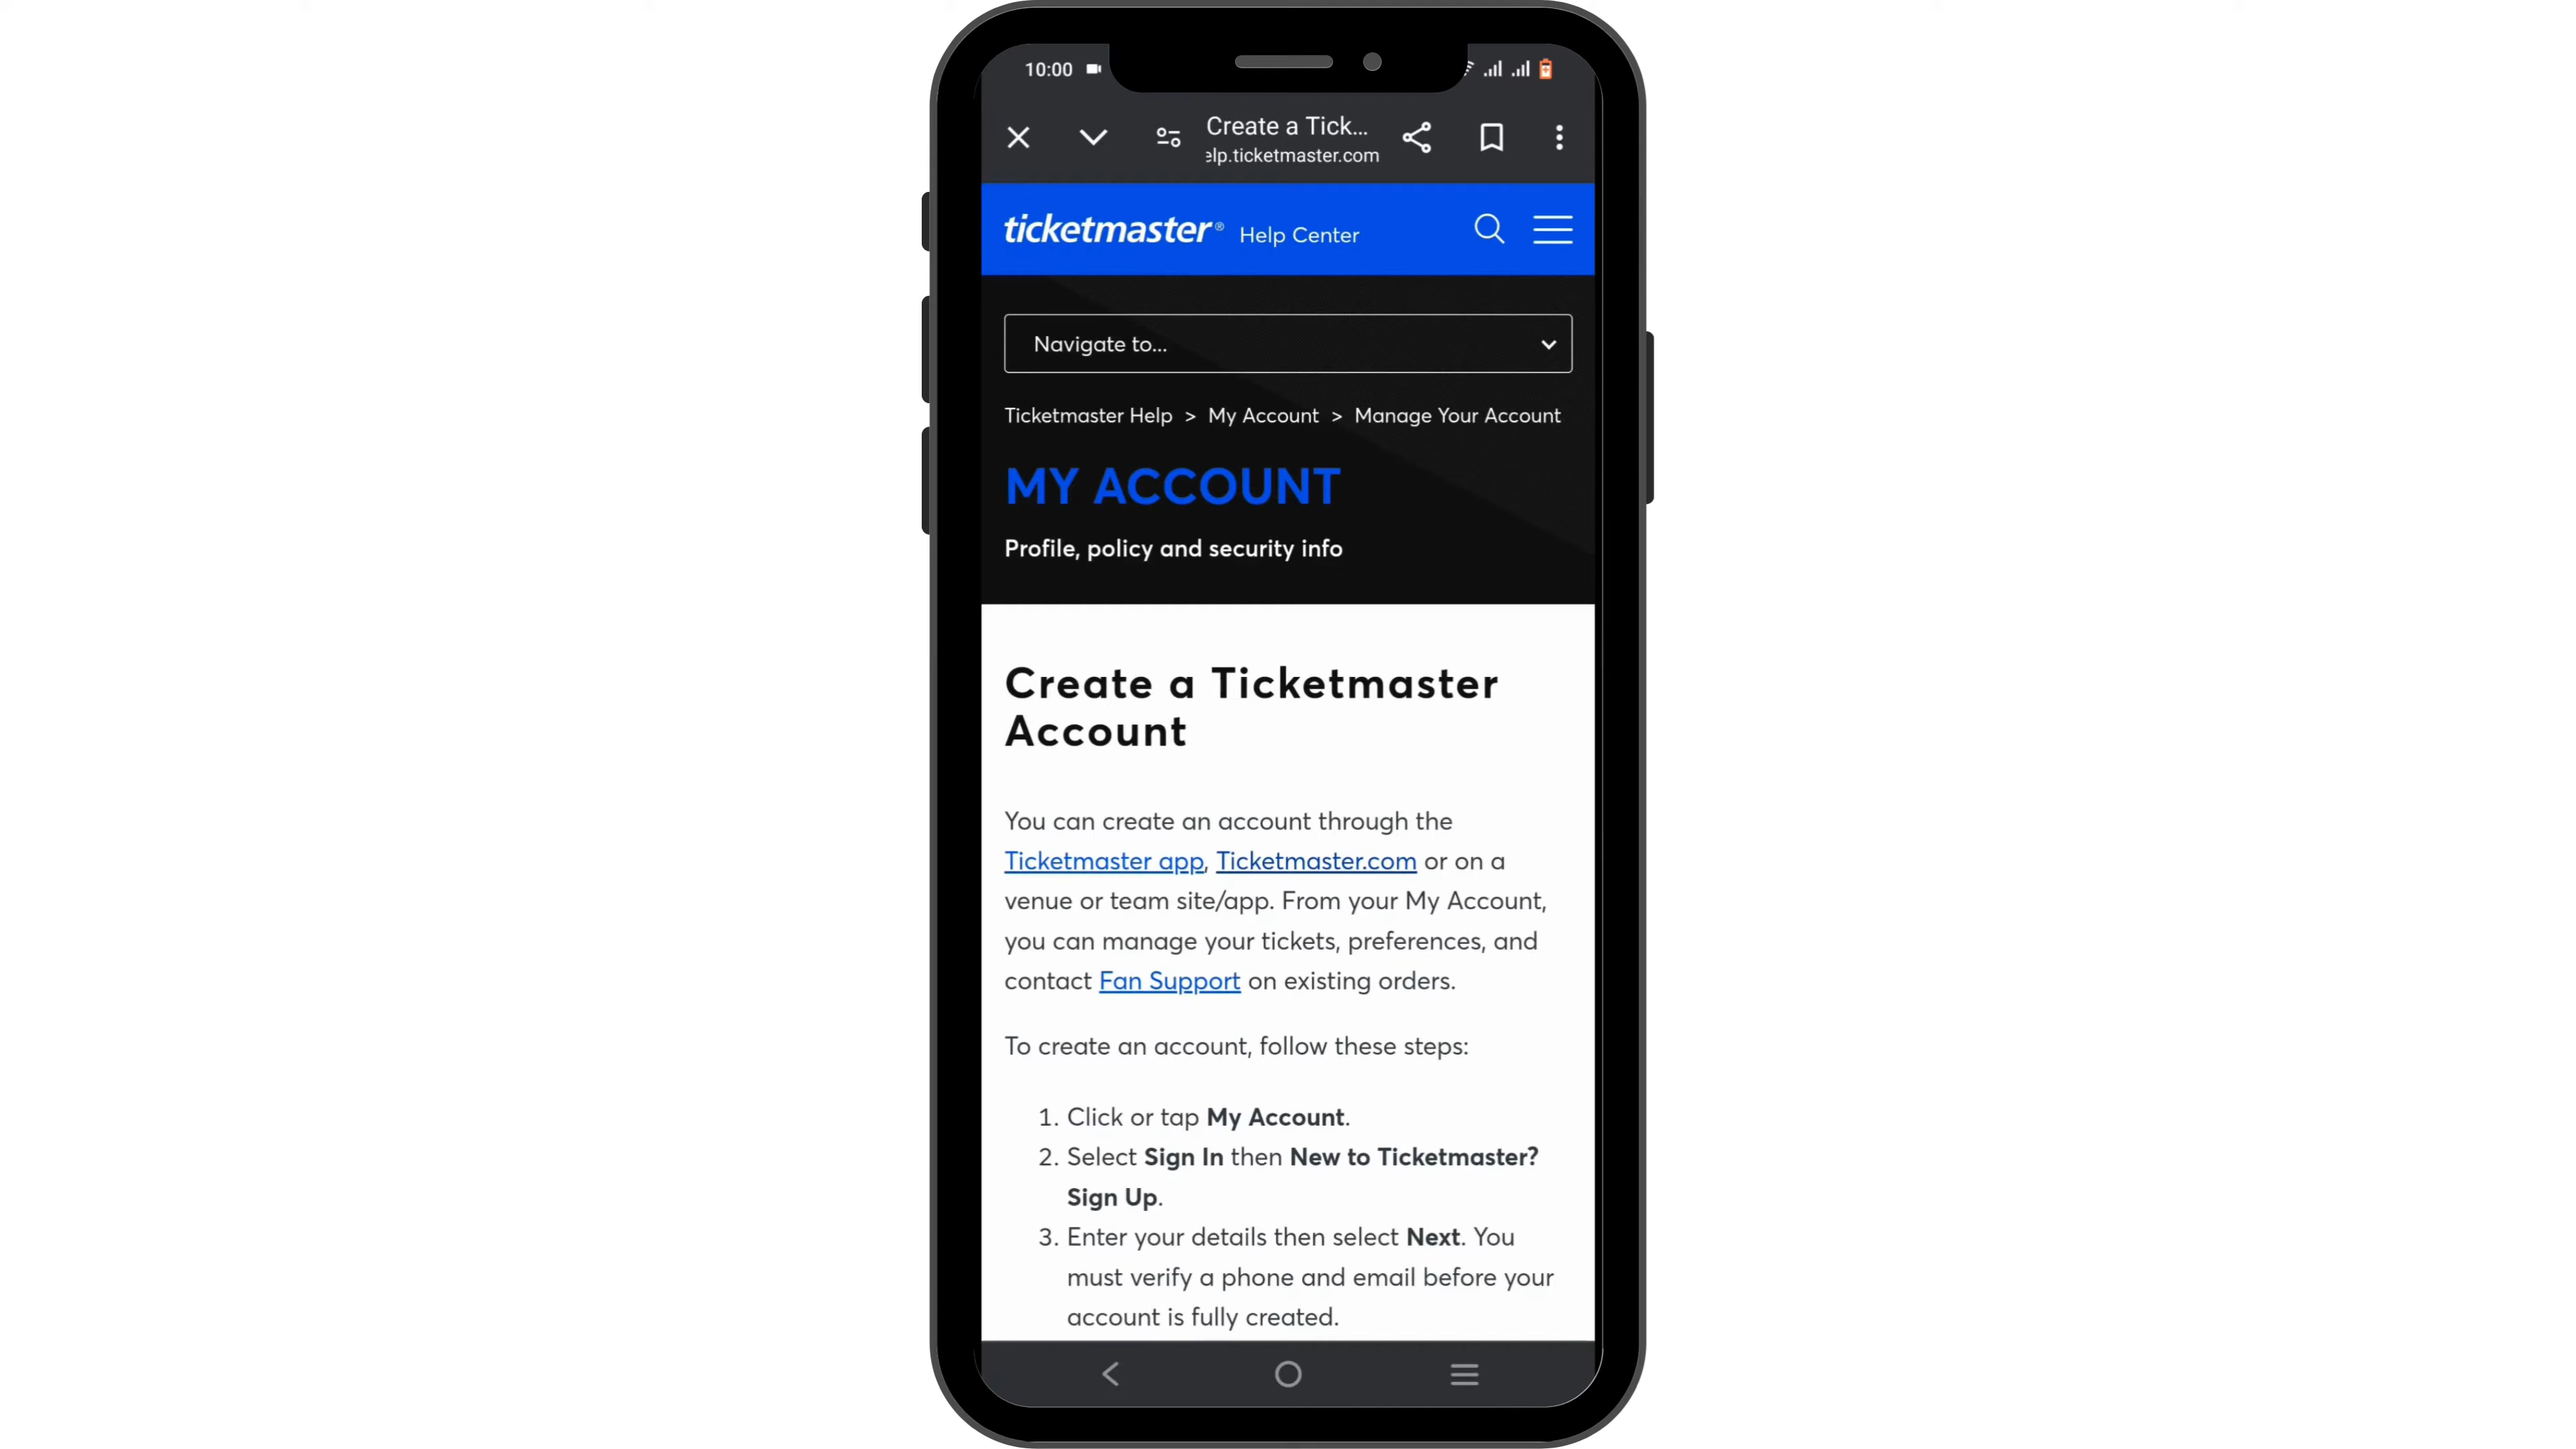 10:00
Create a Tick...
elp.ticketmaster.com
ticketmaster® Help Center
Navigate to...
Ticketmaster Help > My Account > Manage Your Account
MY ACCOUNT
Profile, policy and security info
Create a Ticketmaster
Account
You can create an account through the
Ticketmaster app, Ticketmaster.com or on a
venue or team site/app. From your My Account,
you can manage your tickets, preferences, and
contact Fan Support on existing orders.
To create an account, follow these steps:
1. Click or tap My Account.
2. Select Sign In then New to Ticketmaster?
Sign Up.
3. Enter your details then select Next. You
must verify a phone and email before your
account is fully created.